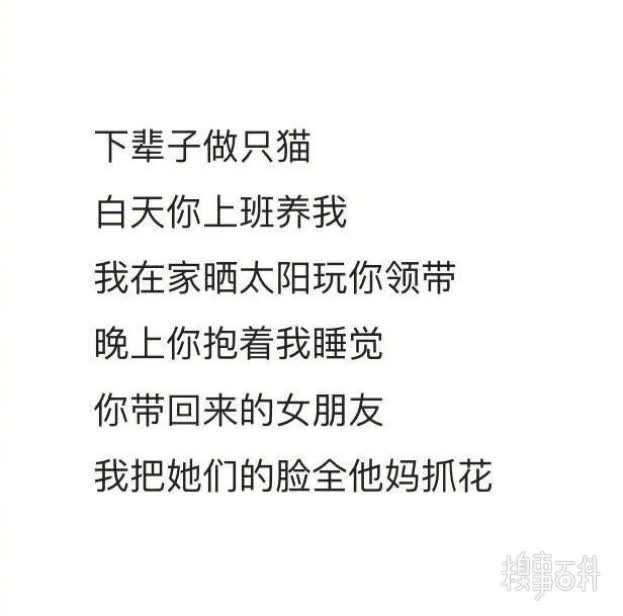 下辈子做只猫
白天你上班养我
我在家晒太阳玩你领带
晚上你抱着我睡觉
你带回来的女朋友
我把她们的脸全他妈抓花
糗事百科